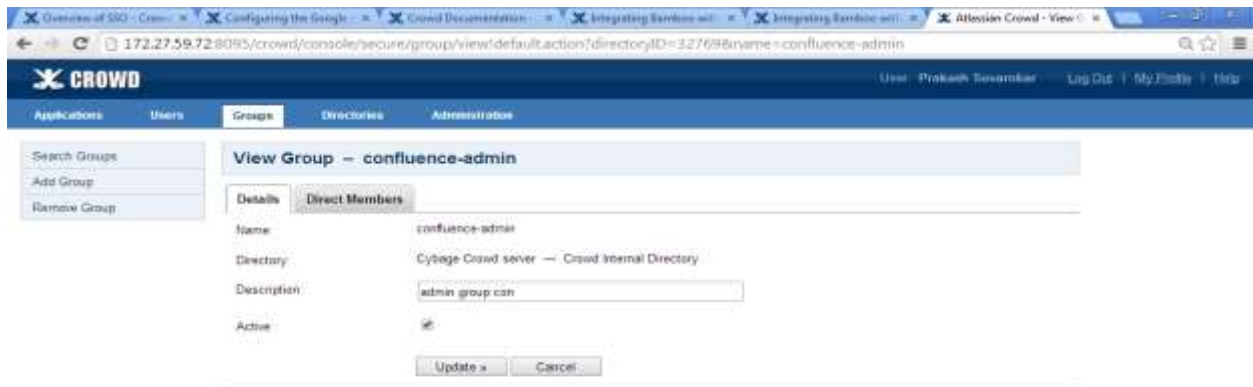 Overview of SSO - Crow
Configuring the Google
Crowd Documentation
Integrating Bamboo wit
Integrating Bamboo wit
Atlassian Crowd - View
172.27.59.72:8095/crowd/console/secure/group/view!default.action?directoryID=32769&name=confluence-admin
CROWD
User: Prakash Log Out | My Profile | Help
Applications Users Groups Directories Administration
Search Groups
Add Group
Remove Group
View Group — confluence-admin
Details Direct Members
Name: confluence-admin
Directory: Cybage Crowd server — Crowd Internal Directory
Description: admin group con
Active:
Update » Cancel